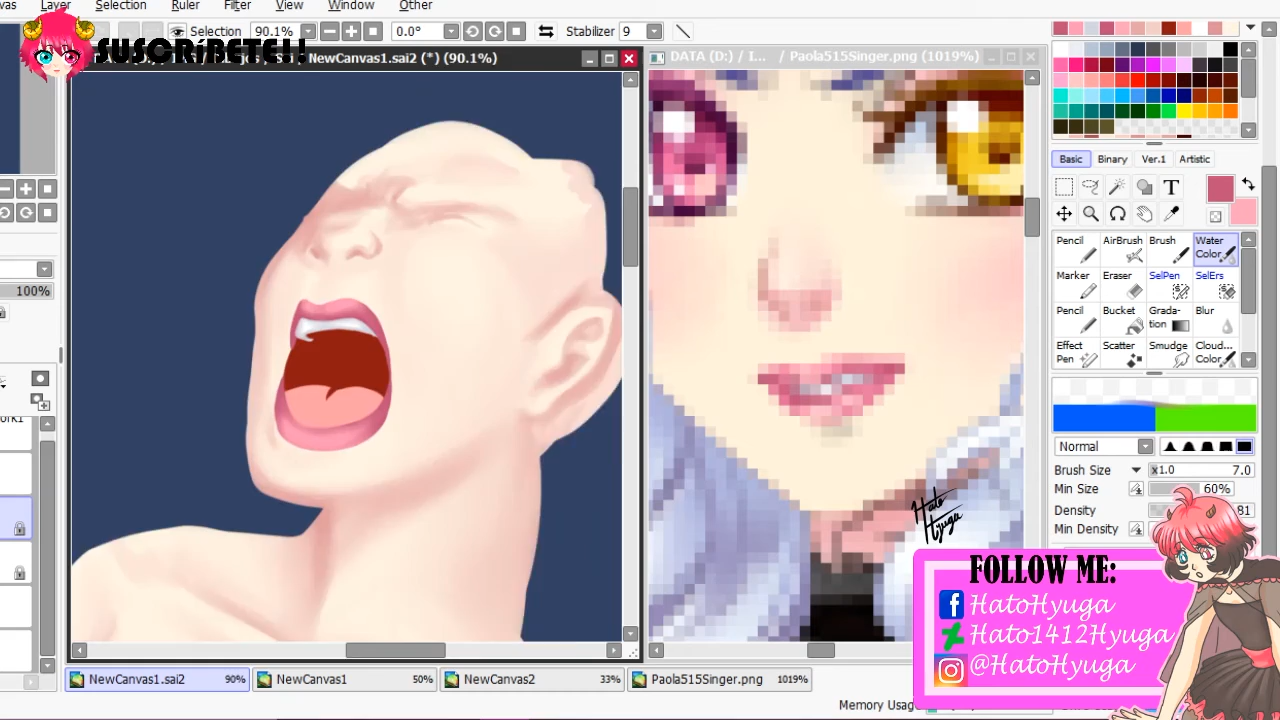 vas Layer Selection Ruler Filter View Window Other
SUSCRÍBETE!!
Selection 90.1% 0.0° Stabilizer 9
NewCanvas1.sai2 (*) (90.1%)
DATA (D:) / I... / Paola515Singer.png (1019%)
Basic Binary Ver.1 Artistic
T
Pencil AirBrush Brush Water Color
Marker Eraser SelPen SelErs
Pencil Bucket Grada-tion Blur
Effect Pen Scatter Smudge Cloud... Color
100%
Normal
Brush Size x1.0 7.0
Min Size 60%
Density 81
Min Density
Hato Hyuga
FOLLOW ME:
HatoHyuga
Hato1412Hyuga
@HatoHyuga
NewCanvas1.sai2 90% NewCanvas1 50% NewCanvas2 33% Paola515Singer.png 1019%
Memory Usage